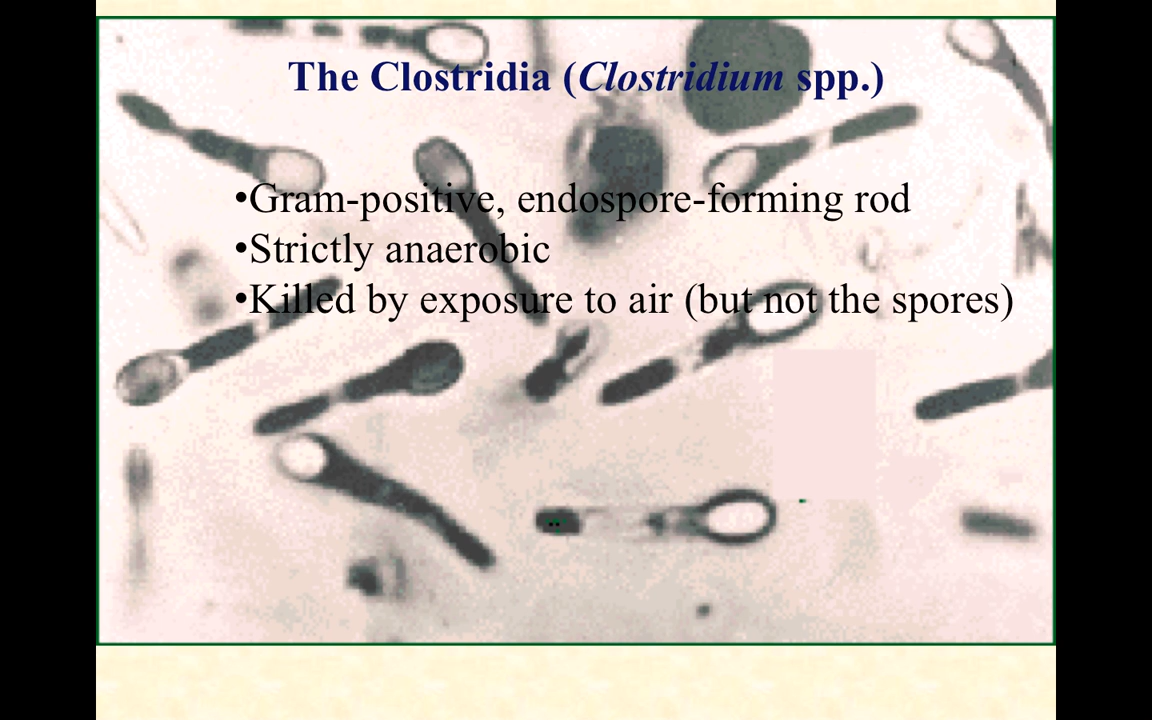 The Clostridia (Clostridium spp.)
•Gram-positive, endospore-forming rod
•Strictly anaerobic
•Killed by exposure to air (but not the spores)